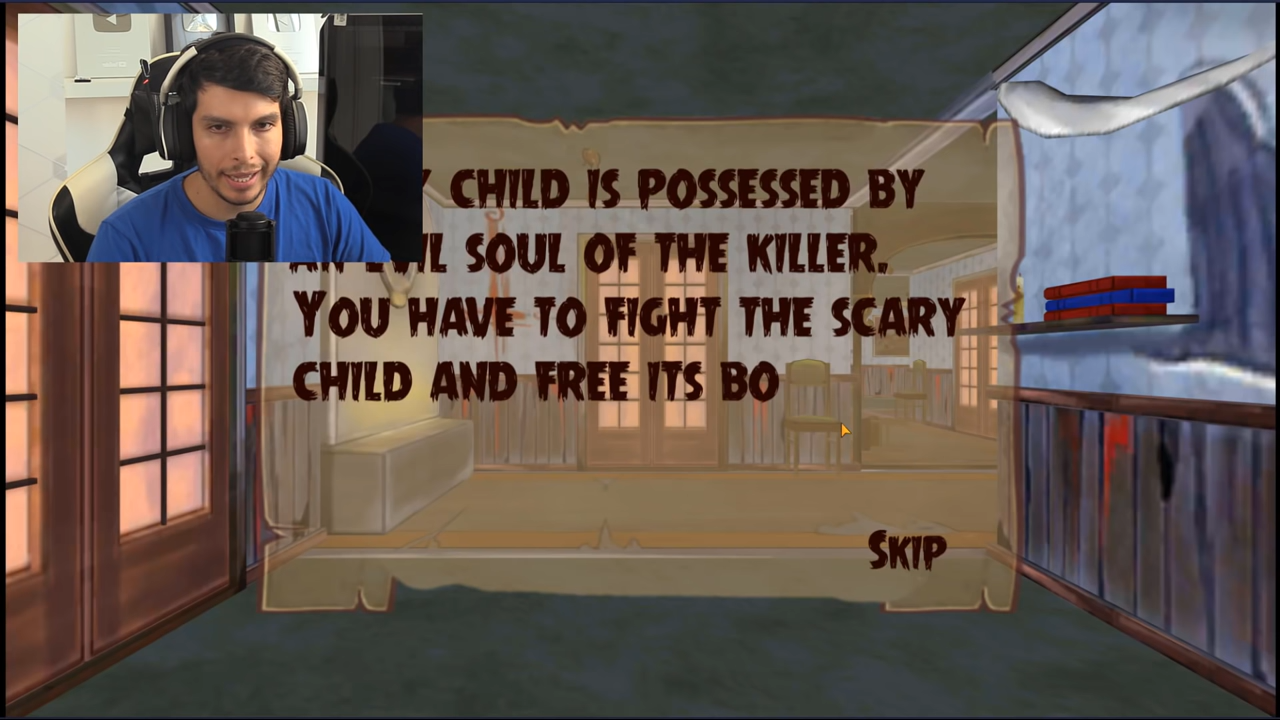 CHILD IS POSSESSED BY
EVIL SOUL OF THE KILLER.
YOU HAVE TO FIGHT THE SCARY
CHILD AND FREE ITS BO
SKIP